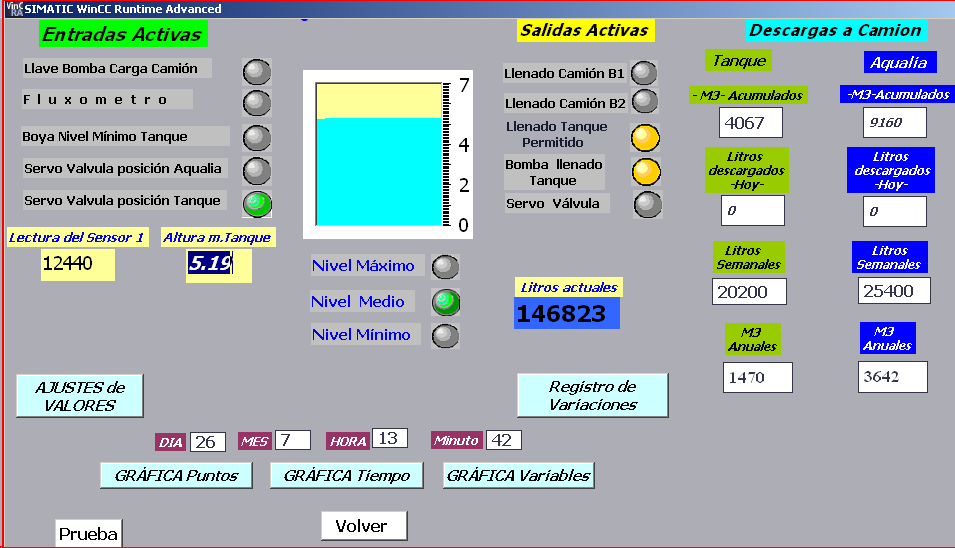 SIMATIC WinCC Runtime Advanced
Entradas Activas
Llave Bomba Carga Camión
Fluxometro
Boya Nivel Mínimo Tanque
Servo Valvula posición Aqualia
Servo Valvula posición Tanque
Lectura del Sensor 1
12440
Altura m.Tanque
5.19
7
4
2
0
Nivel Máximo
Nivel Medio
Nivel Mínimo
Salidas Activas
Llenado Camión B1
Llenado Camión B2
Llenado Tanque
Permitido
Bomba llenado
Tanque
Servo Válvula
Litros actuales
146823
Descargas a Camion
Tanque
- M3- Acumulados
4067
Litros
descargados
-Hoy-
0
Litros
Semanales
20200
M3
Anuales
1470
Aqualia
-M3-Acumulados
9160
Litros
descargados
-Hoy-
0
Litros
Semanales
25400
M3
Anuales
3642
AJUSTES de
VALORES
Registro de
Variaciones
DIA 26 MES 7 HORA 13 Minuto 42
GRÁFICA Puntos
GRÁFICA Tiempo
GRÁFICA Variables
Prueba
Volver